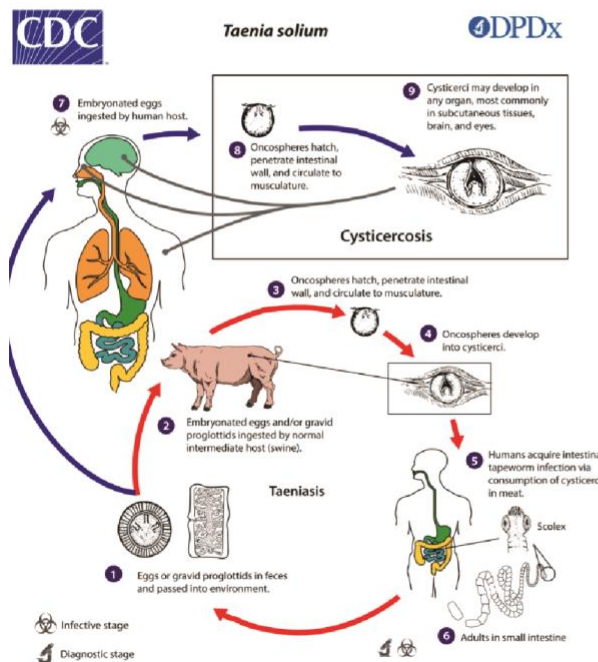 CDC
Taenia solium
DPDx
7 Embryonated eggs
ingested by human host.
8 Oncospheres hatch,
penetrate intestinal
wall, and circulate to
musculature.
9 Cysticerci may develop in
any organ, most commonly
in subcutaneous tissues,
brain, and eyes.
Cysticercosis
3 Oncospheres hatch, penetrate intestinal
wall, and circulate to musculature.
4 Oncospheres develop
into cysticerci.
2 Embryonated eggs and/or gravid
proglottids ingested by normal
intermediate host (swine).
5 Humans acquire intestina
tapeworm infection via
consumption of cysticerc
in meat.
Taeniasis
Scolex
1 Eggs or gravid proglottids in feces
and passed into environment.
6 Adults in small intestine
Infective stage
Diagnostic stage